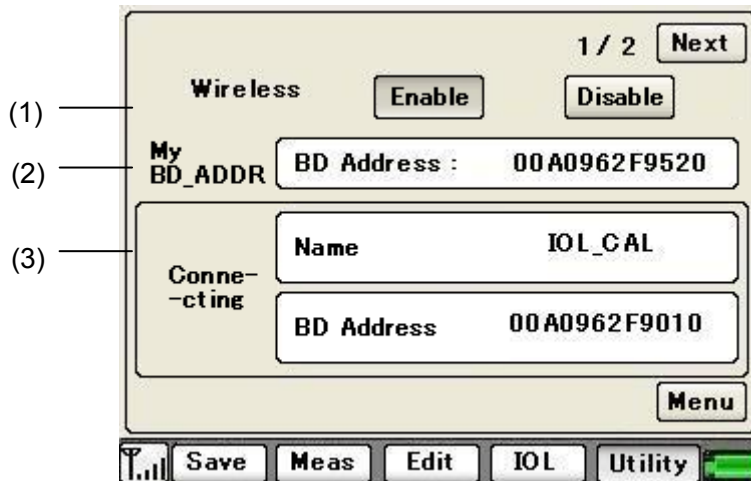 1 / 2 Next
Wireless Enable Disable
(1)
My
BD_ADDR
BD Address : 00A0962F9520
(2)
(3)
Name IOL_CAL
Conne-
-cting
BD Address 00A0962F9010
Menu
Save Meas Edit IOL Utility